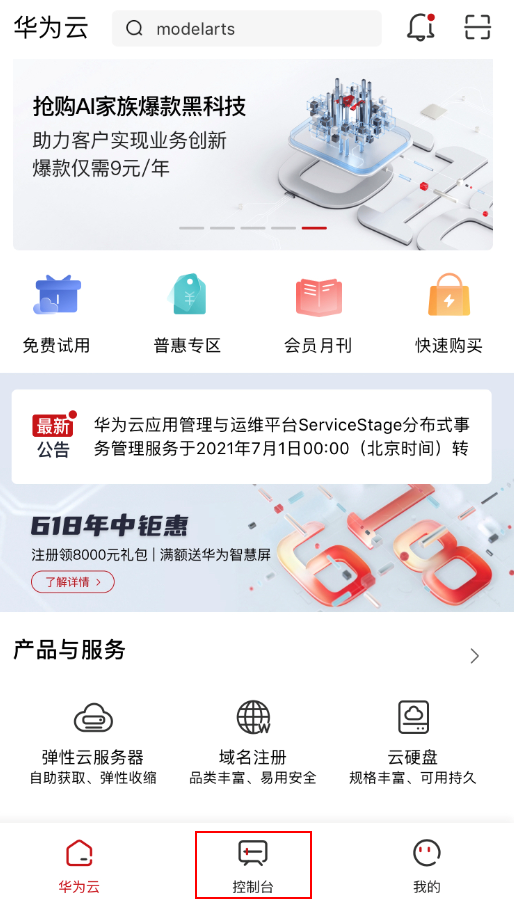 华为云
modelarts
抢购AI家族爆款黑科技
助力客户实现业务创新
爆款仅需9元/年
免费试用 普惠专区 会员月刊 快速购买
最新
公告
华为云应用管理与运维平台ServiceStage分布式事
务管理服务于2021年7月1日00:00（北京时间）转
618年中钜惠
注册领8000元礼包 | 满额送华为智慧屏
了解详情 >
产品与服务
弹性云服务器 域名注册 云硬盘
自助获取、弹性收缩 品类丰富、易用安全 规格丰富、可用持久
华为云 控制台 我的